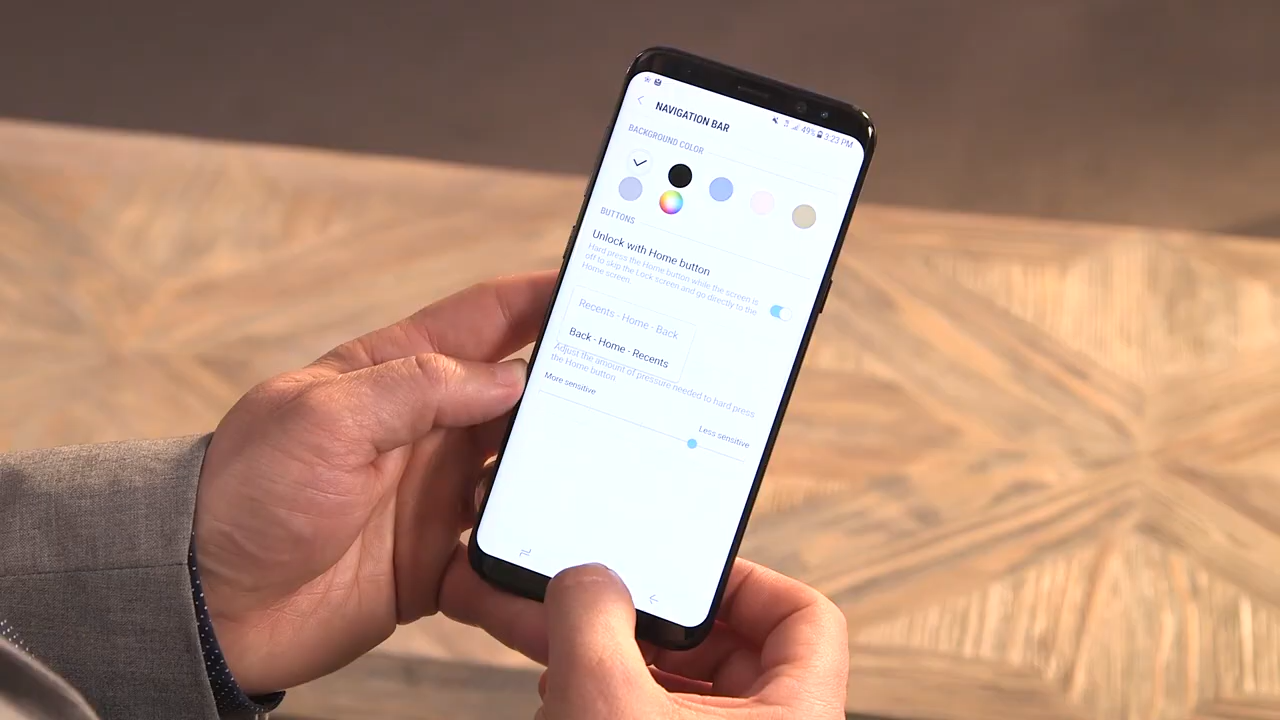 49% 3:23 PM
NAVIGATION BAR
BACKGROUND COLOR
BUTTONS
Unlock with Home button
Hard press the Home button while the screen is
off to skip the Lock screen and go directly to the
Home screen.
Recents - Home - Back
Back - Home - Recents
Adjust the amount of pressure needed to hard press
the Home button.
More sensitive
Less sensitive